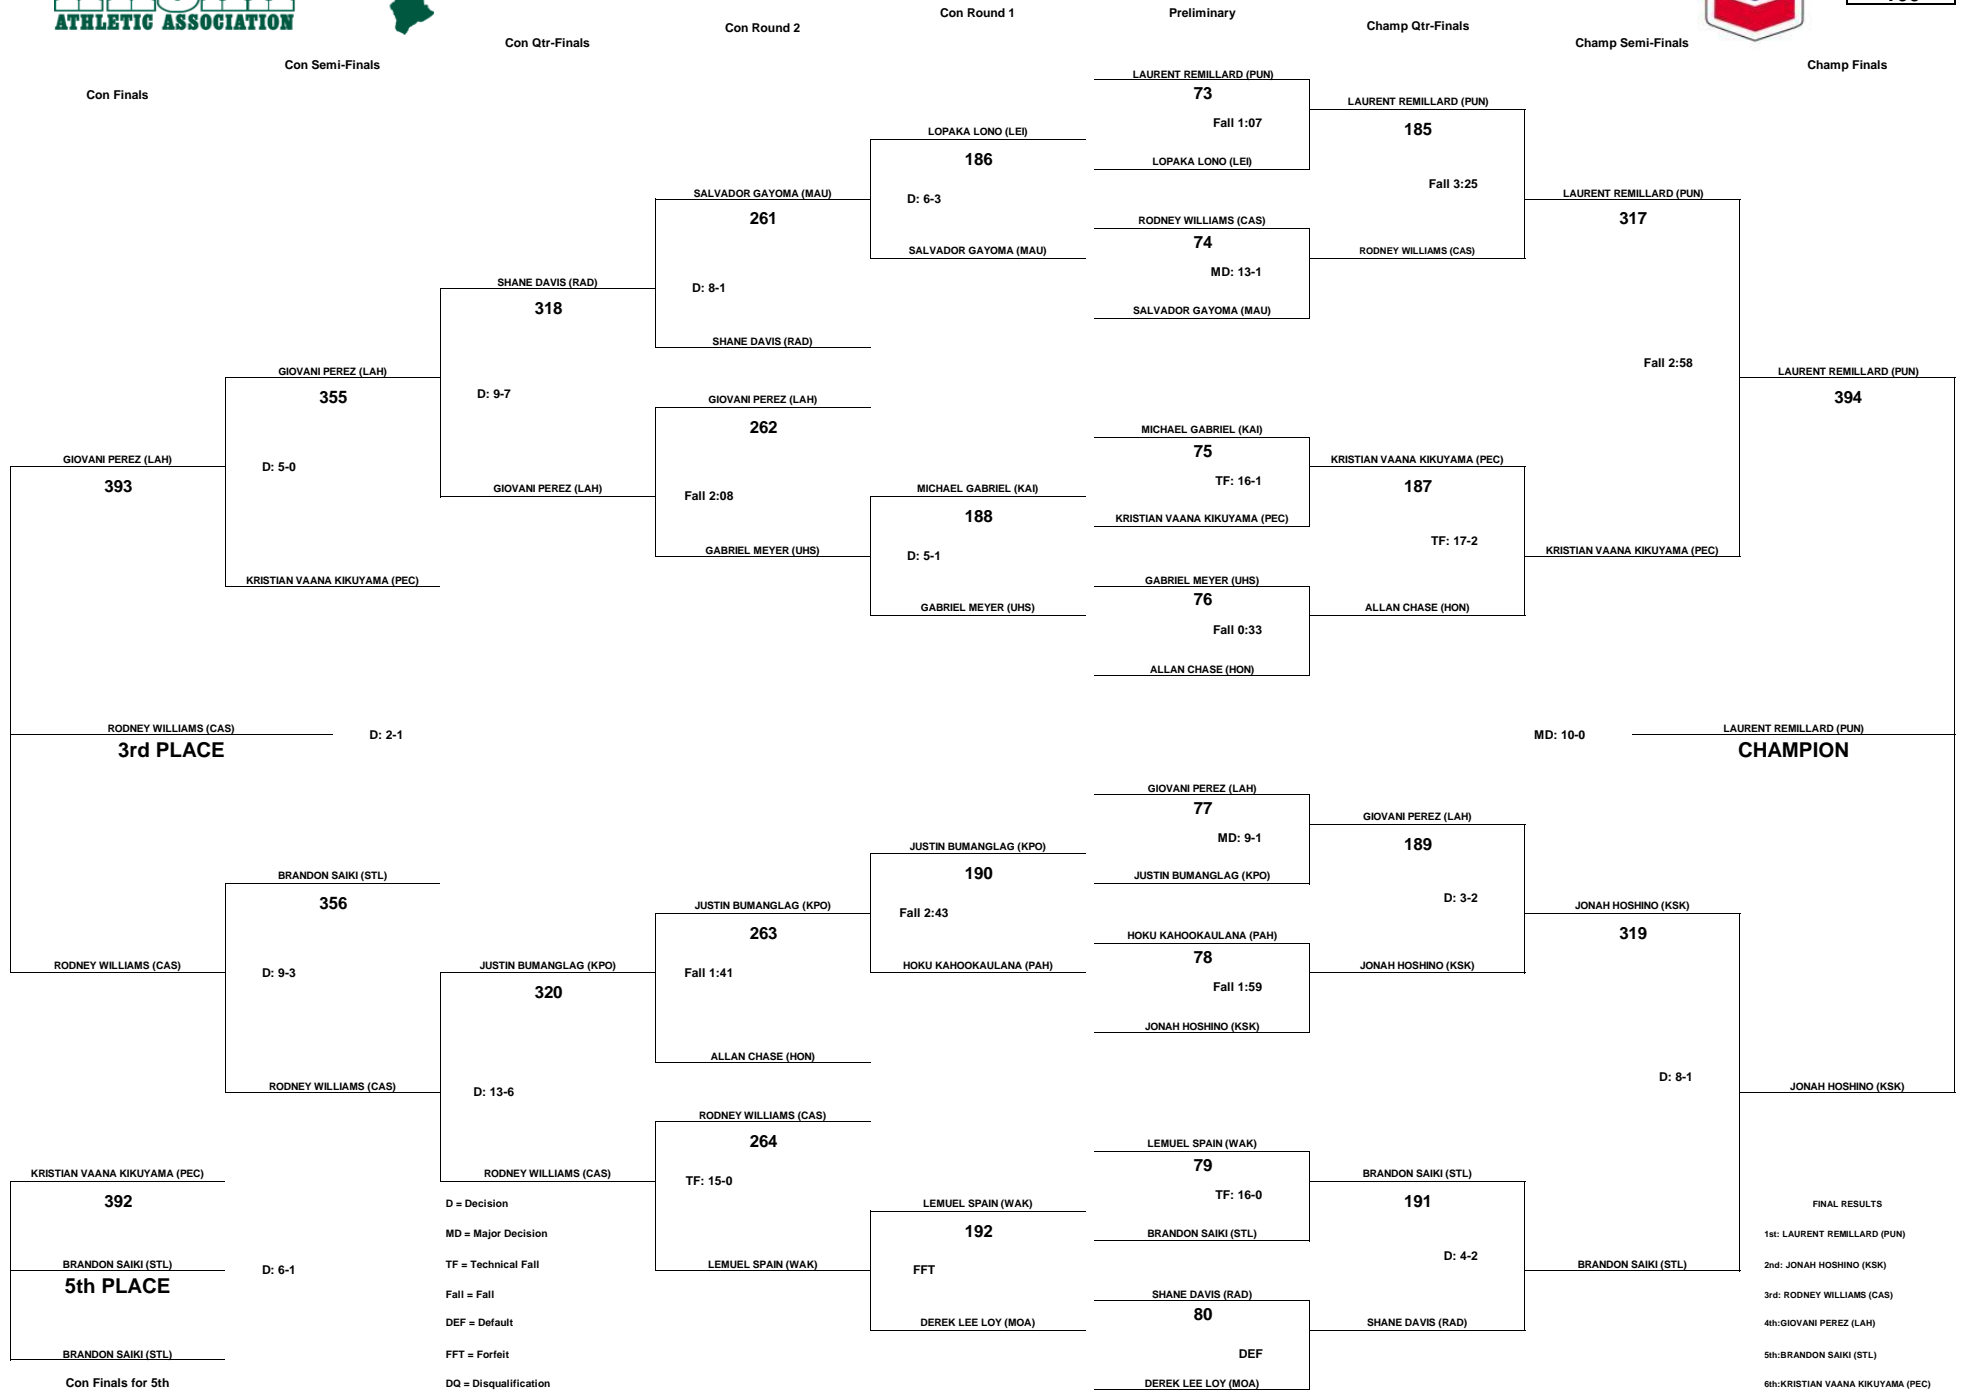 ATHLETIC ASSOCIATION
Con Finals
Con Semi-Finals
Con Qtr-Finals
Con Round 2
Con Round 1
Preliminary
Champ Qtr-Finals
Champ Semi-Finals
Champ Finals
LAURENT REMILLARD (PUN)
73
Fall 1:07
LOPAKA LONO (LEI)
RODNEY WILLIAMS (CAS)
74
MD: 13-1
SALVADOR GAYOMA (MAU)
MICHAEL GABRIEL (KAI)
75
TF: 16-1
KRISTIAN VAANA KIKUYAMA (PEC)
GABRIEL MEYER (UHS)
76
Fall 0:33
ALLAN CHASE (HON)
GIOVANI PEREZ (LAH)
77
MD: 9-1
JUSTIN BUMANGLAG (KPO)
HOKU KAHOOKAULANA (PAH)
78
Fall 1:59
JONAH HOSHINO (KSK)
LEMUEL SPAIN (WAK)
79
TF: 16-0
BRANDON SAIKI (STL)
SHANE DAVIS (RAD)
80
DEF
DEREK LEE LOY (MOA)
LAURENT REMILLARD (PUN)
185
Fall 3:25
RODNEY WILLIAMS (CAS)
KRISTIAN VAANA KIKUYAMA (PEC)
187
TF: 17-2
ALLAN CHASE (HON)
GIOVANI PEREZ (LAH)
189
D: 3-2
JONAH HOSHINO (KSK)
BRANDON SAIKI (STL)
191
D: 4-2
SHANE DAVIS (RAD)
LAURENT REMILLARD (PUN)
317
Fall 2:58
KRISTIAN VAANA KIKUYAMA (PEC)
JONAH HOSHINO (KSK)
319
D: 8-1
BRANDON SAIKI (STL)
LAURENT REMILLARD (PUN)
394
MD: 10-0
LAURENT REMILLARD (PUN)
CHAMPION
JONAH HOSHINO (KSK)
LOPAKA LONO (LEI)
186
D: 6-3
SALVADOR GAYOMA (MAU)
MICHAEL GABRIEL (KAI)
188
D: 5-1
GABRIEL MEYER (UHS)
JUSTIN BUMANGLAG (KPO)
190
Fall 2:43
HOKU KAHOOKAULANA (PAH)
LEMUEL SPAIN (WAK)
192
FFT
DEREK LEE LOY (MOA)
SALVADOR GAYOMA (MAU)
261
D: 8-1
SHANE DAVIS (RAD)
GIOVANI PEREZ (LAH)
262
Fall 2:08
GABRIEL MEYER (UHS)
JUSTIN BUMANGLAG (KPO)
263
Fall 1:41
ALLAN CHASE (HON)
RODNEY WILLIAMS (CAS)
264
TF: 15-0
LEMUEL SPAIN (WAK)
SHANE DAVIS (RAD)
318
D: 9-7
GIOVANI PEREZ (LAH)
JUSTIN BUMANGLAG (KPO)
320
D: 13-6
RODNEY WILLIAMS (CAS)
GIOVANI PEREZ (LAH)
355
D: 5-0
KRISTIAN VAANA KIKUYAMA (PEC)
BRANDON SAIKI (STL)
356
D: 9-3
RODNEY WILLIAMS (CAS)
GIOVANI PEREZ (LAH)
393
RODNEY WILLIAMS (CAS)
D: 2-1
3rd PLACE
RODNEY WILLIAMS (CAS)
KRISTIAN VAANA KIKUYAMA (PEC)
392
BRANDON SAIKI (STL)
D: 6-1
5th PLACE
BRANDON SAIKI (STL)
Con Finals for 5th
D = Decision
MD = Major Decision
TF = Technical Fall
Fall = Fall
DEF = Default
FFT = Forfeit
DQ = Disqualification
FINAL RESULTS
1st: LAURENT REMILLARD (PUN)
2nd: JONAH HOSHINO (KSK)
3rd: RODNEY WILLIAMS (CAS)
4th:GIOVANI PEREZ (LAH)
5th:BRANDON SAIKI (STL)
6th:KRISTIAN VAANA KIKUYAMA (PEC)